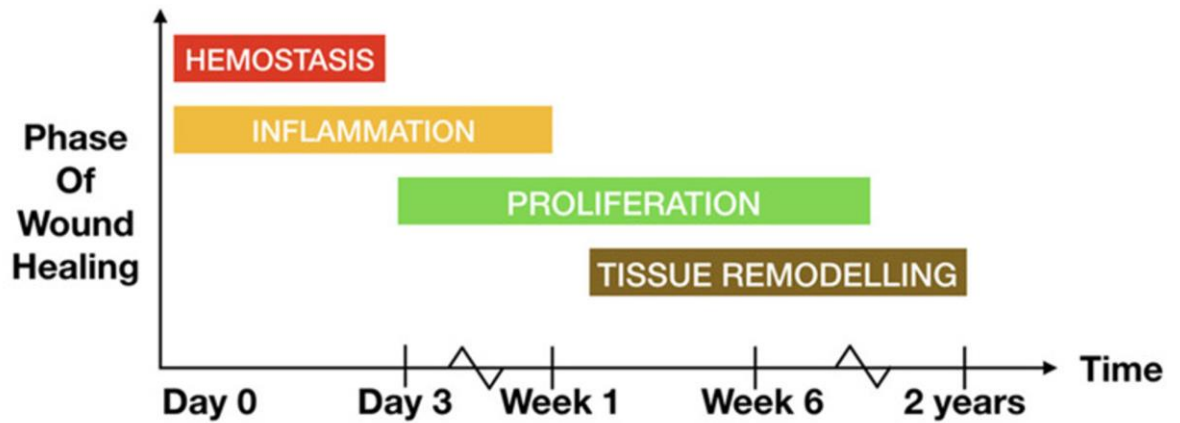 HEMOSTASIS
INFLAMMATION
PROLIFERATION
TISSUE REMODELLING
Phase
Of
Wound
Healing
Day 0 Day 3 Week 1 Week 6 2 years
Time